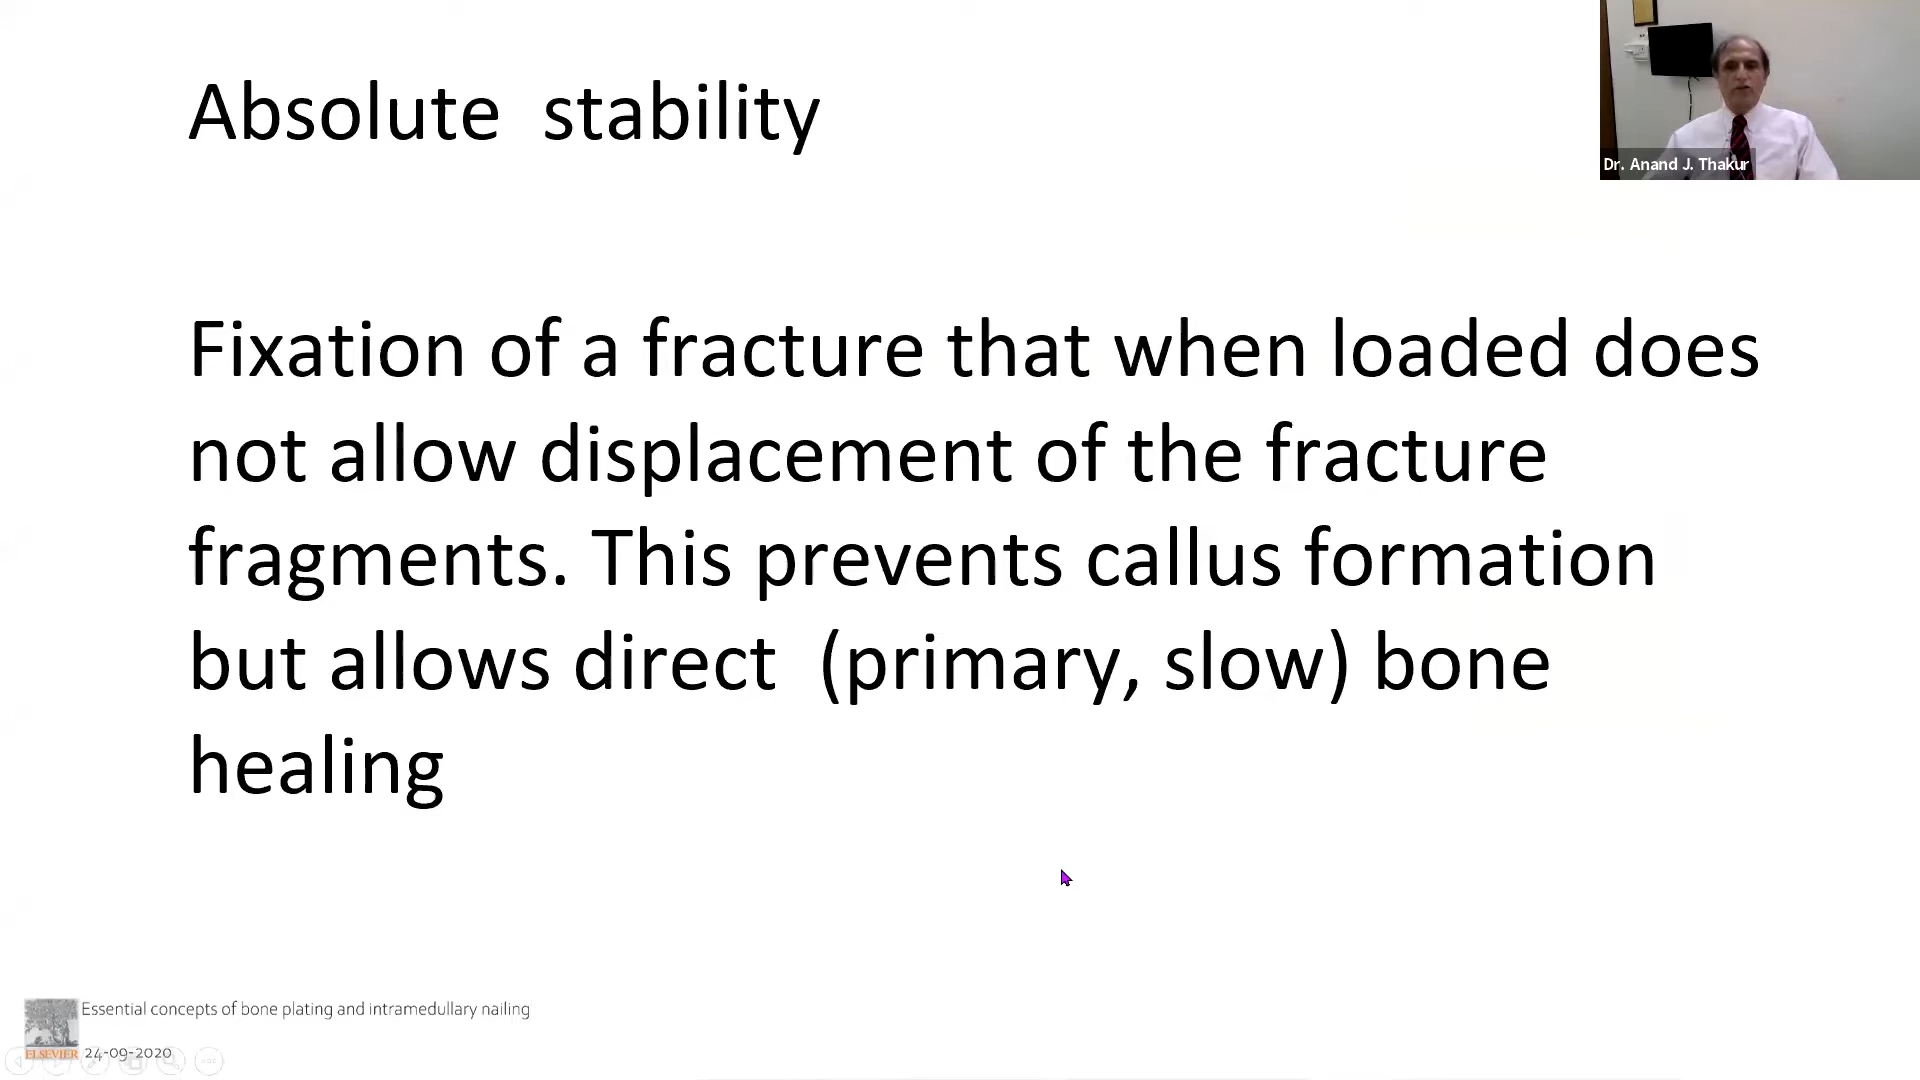 Absolute  stability
Dr. Anand J. Thakur
Fixation of a fracture that when loaded does
not allow displacement of the fracture
fragments. This prevents callus formation
but allows direct  (primary, slow) bone
healing
Essential concepts of bone plating and intramedullary nailing
ELSEVIER
24-09-2020